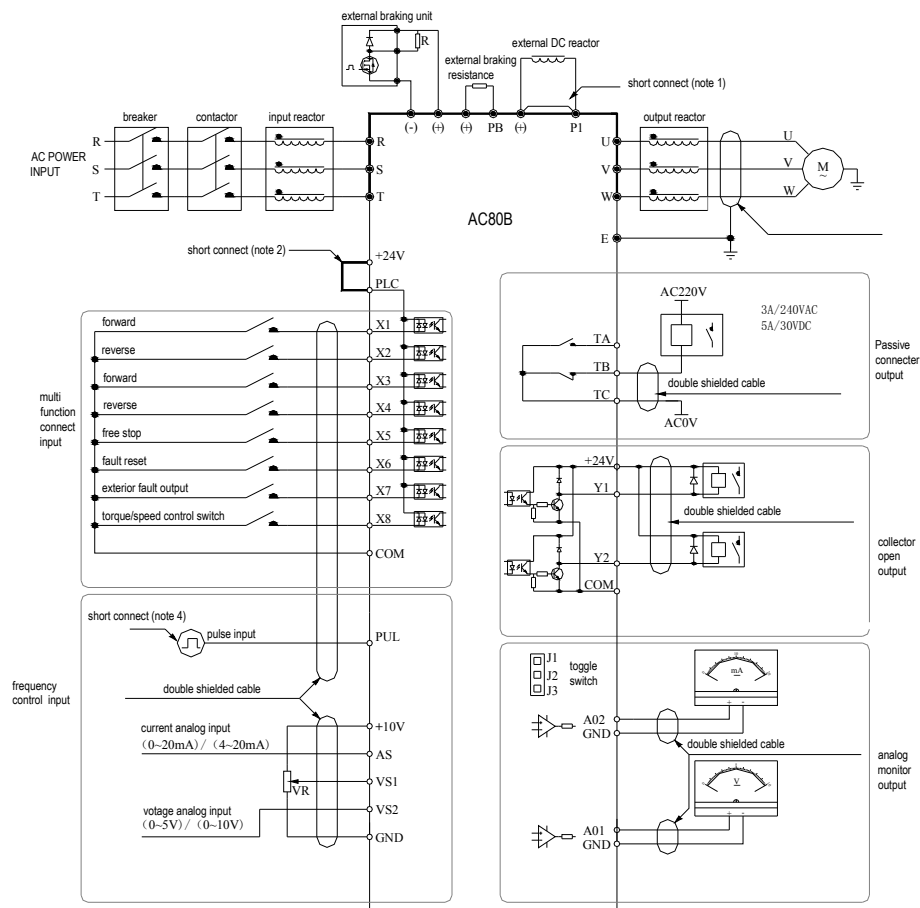 external braking unit
R
external braking
resistance
external DC reactor
short connect (note 1)
(-) (+) (+) PB (+) P1
breaker contactor input reactor
output reactor
AC POWER
INPUT
R
S
T
R
S
T
U
V
W
U
V
W
M
~
AC80B
E
short connect (note 2)
+24V
PLC
multi
function
connect
input
forward X1
reverse X2
forward X3
reverse X4
free stop X5
fault reset X6
exterior fault output X7
torque/speed control switch X8
COM
short connect (note 4)
pulse input PUL
frequency
control input
double shielded cable
+10V
current analog input
(0~20mA)/(4~20mA)
AS
VS1
VR
VS2
votage analog input
(0~5V)/(0~10V)
GND
AC220V
3A/240VAC
5A/30DC
TA
TB
TC
double shielded cable
AC0V
Passive
connecter
output
+24V
Y1
double shielded cable
Y2
COM
collector
open
output
J1
J2
J3
toggle
switch
mA
+ -
A02
GND
double shielded cable
V
+ -
A01
GND
analog
monitor
output